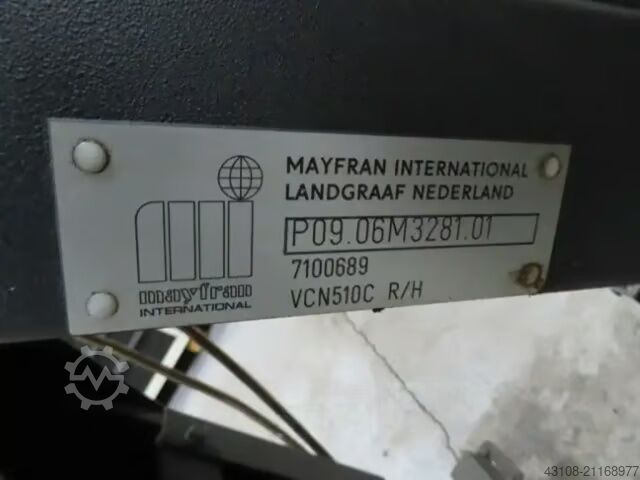 MAYFRAN INTERNATIONAL
LANDGRAAF NEDERLAND
P09.06M3281.01
7100689
VCN510C R/H
mayfran
INTERNATIONAL
43108-21168977